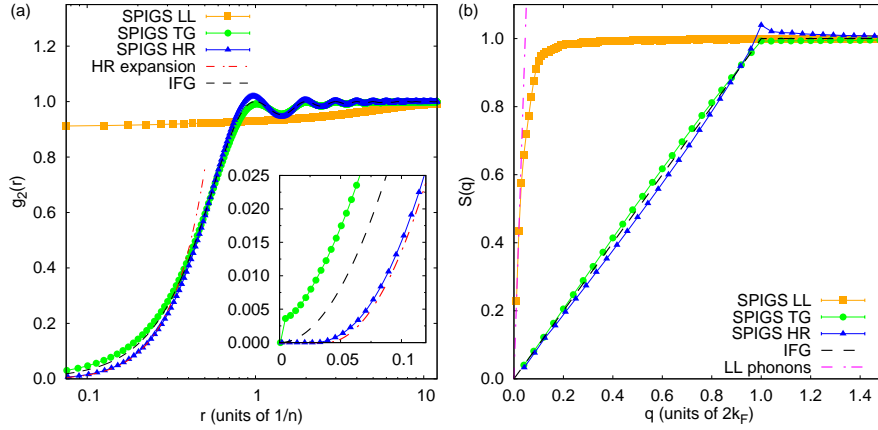 (a)
SPIGS LL
SPIGS TG
SPIGS HR
HR expansion
IFG
g2(r)
1.2
1.0
0.8
0.6
0.4
0.2
0.0
0.025
0.020
0.015
0.010
0.005
0.000
0 0.05 0.1
0.1 1 10
r (units of 1/n)
(b)
S(q)
1.0
0.8
0.6
0.4
0.2
0.0
SPIGS LL
SPIGS TG
SPIGS HR
IFG
LL phonons
0.0 0.2 0.4 0.6 0.8 1.0 1.2 1.4
q (units of 2kF)